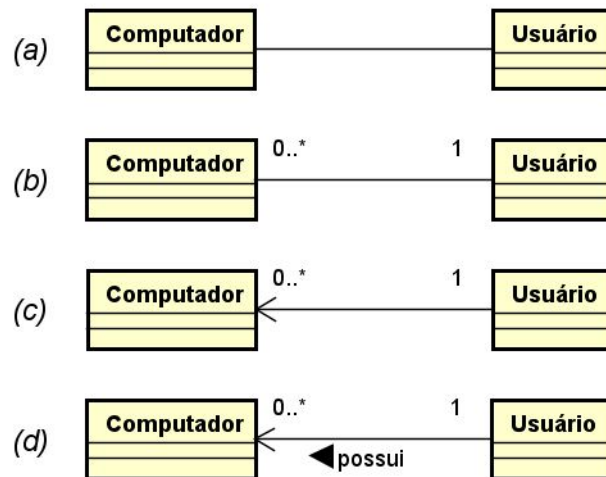 (a) Computador Usuário
(b) Computador 0..* 1 Usuário
(c) Computador 0..* 1 Usuário
(d) Computador 0..* 1 Usuário
possui